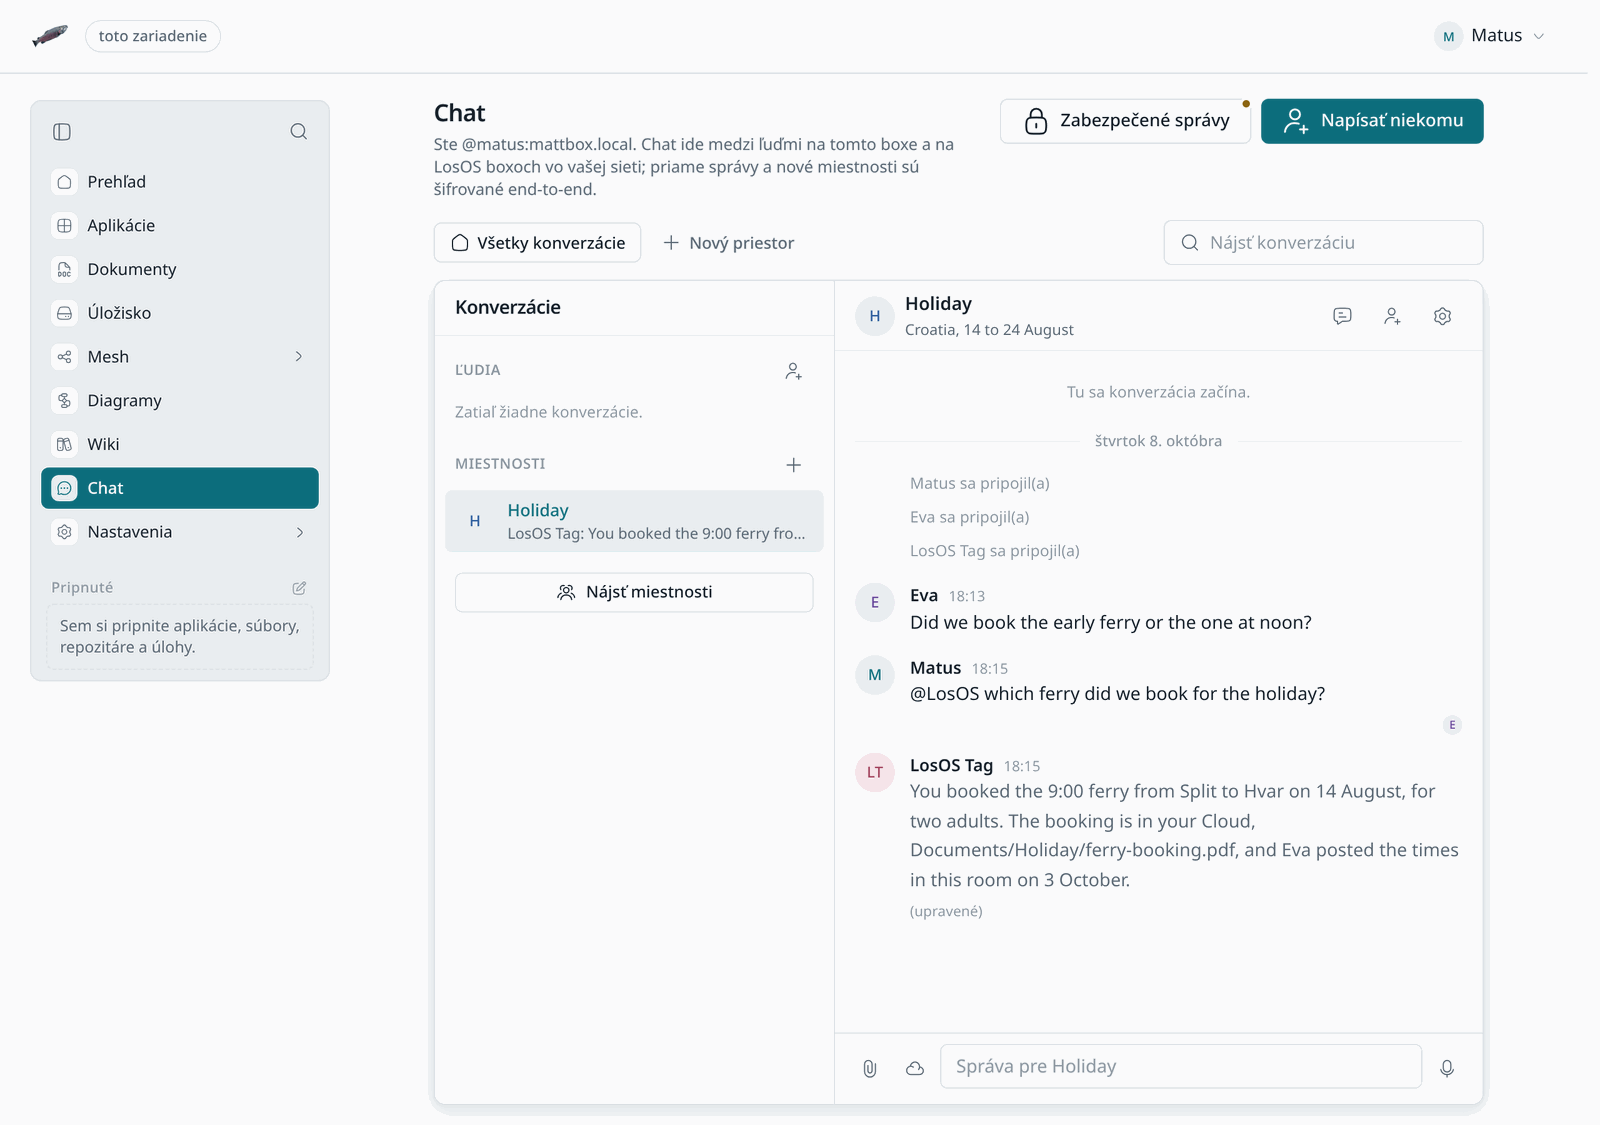 toto zariadenie
M Matus
Prehľad
Aplikácie
Dokumenty
Úložisko
Mesh
Diagramy
Wiki
Chat
Nastavenia
Pripnuté
Sem si pripnite aplikácie, súbory,
repozitáre a úlohy.
Chat
Ste @matus:mattbox.local. Chat ide medzi ľuďmi na tomto boxe a na
LosOS boxoch vo vašej sieti; priame správy a nové miestnosti sú
šifrované end-to-end.
Zabezpečené správy
Napísať niekomu
Všetky konverzácie
Nový priestor
Nájsť konverzáciu
Konverzácie
ĽUDIA
Zatiaľ žiadne konverzácie.
MIESTNOSTI
H
Holiday
LosOS Tag: You booked the 9:00 ferry fro...
Nájsť miestnosti
H
Holiday
Croatia, 14 to 24 August
Tu sa konverzácia začína.
štvrtok 8. októbra
Matus sa pripojil(a)
Eva sa pripojil(a)
LosOS Tag sa pripojil(a)
E
Eva 18:13
Did we book the early ferry or the one at noon?
M
Matus 18:15
@LosOS which ferry did we book for the holiday?
E
LT
LosOS Tag 18:15
You booked the 9:00 ferry from Split to Hvar on 14 August, for
two adults. The booking is in your Cloud,
Documents/Holiday/ferry-booking.pdf, and Eva posted the times
in this room on 3 October.
(upravené)
Správa pre Holiday